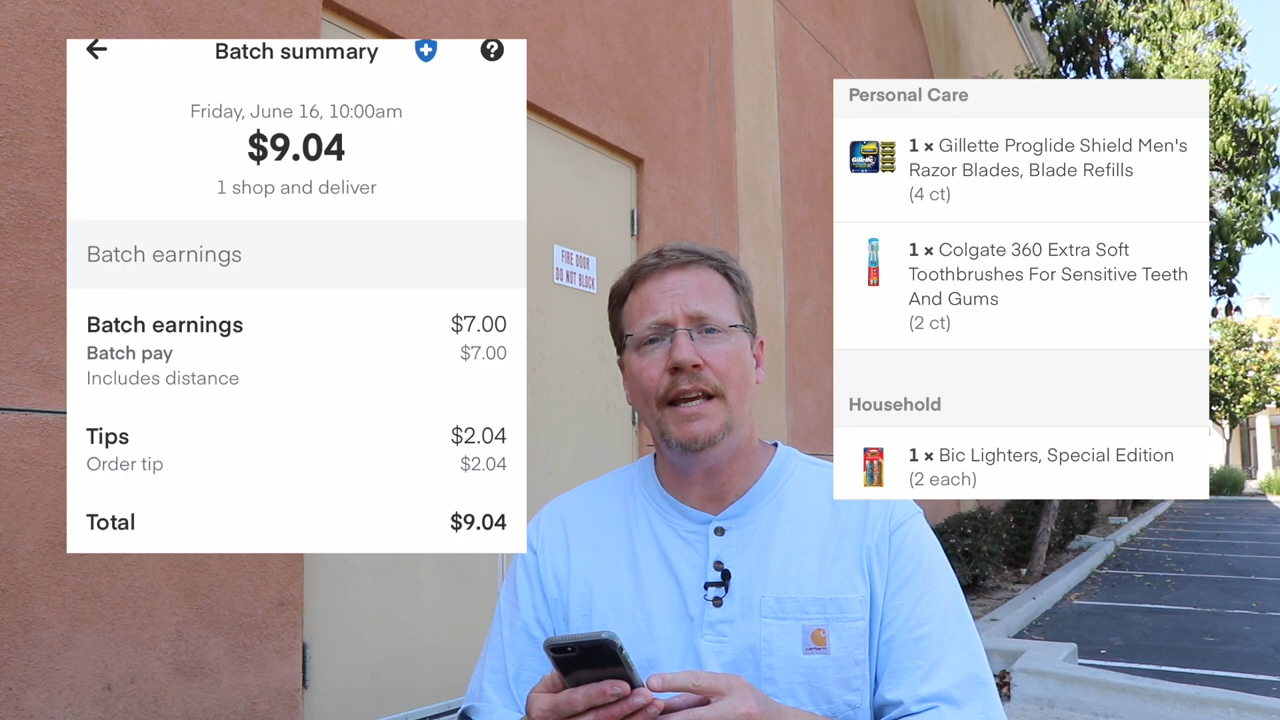 Batch summary
Friday, June 16, 10:00am
$9.04
1 shop and deliver
Batch earnings
Batch earnings $7.00
Batch pay $7.00
Includes distance
Tips $2.04
Order tip $2.04
Total $9.04
FIRE DOOR
DO NOT BLOCK
Personal Care
1 × Gillette Proglide Shield Men's
Razor Blades, Blade Refills
(4 ct)
1 × Colgate 360 Extra Soft
Toothbrushes For Sensitive Teeth
And Gums
(2 ct)
Household
1 × Bic Lighters, Special Edition
(2 each)
Gillette
carhartt